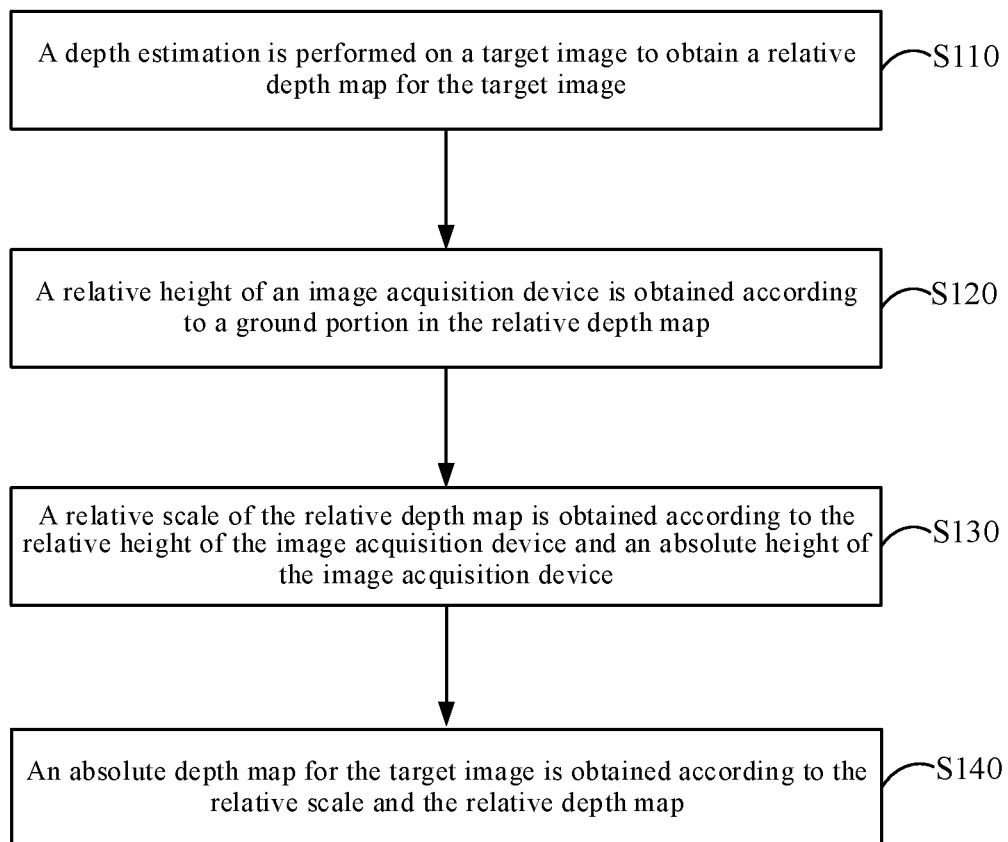 A depth estimation is performed on a target image to obtain a relative
depth map for the target image
S110
A relative height of an image acquisition device is obtained according
to a ground portion in the relative depth map
S120
A relative scale of the relative depth map is obtained according to the
relative height of the image acquisition device and an absolute height of
the image acquisition device
S130
An absolute depth map for the target image is obtained according to the
relative scale and the relative depth map
S140